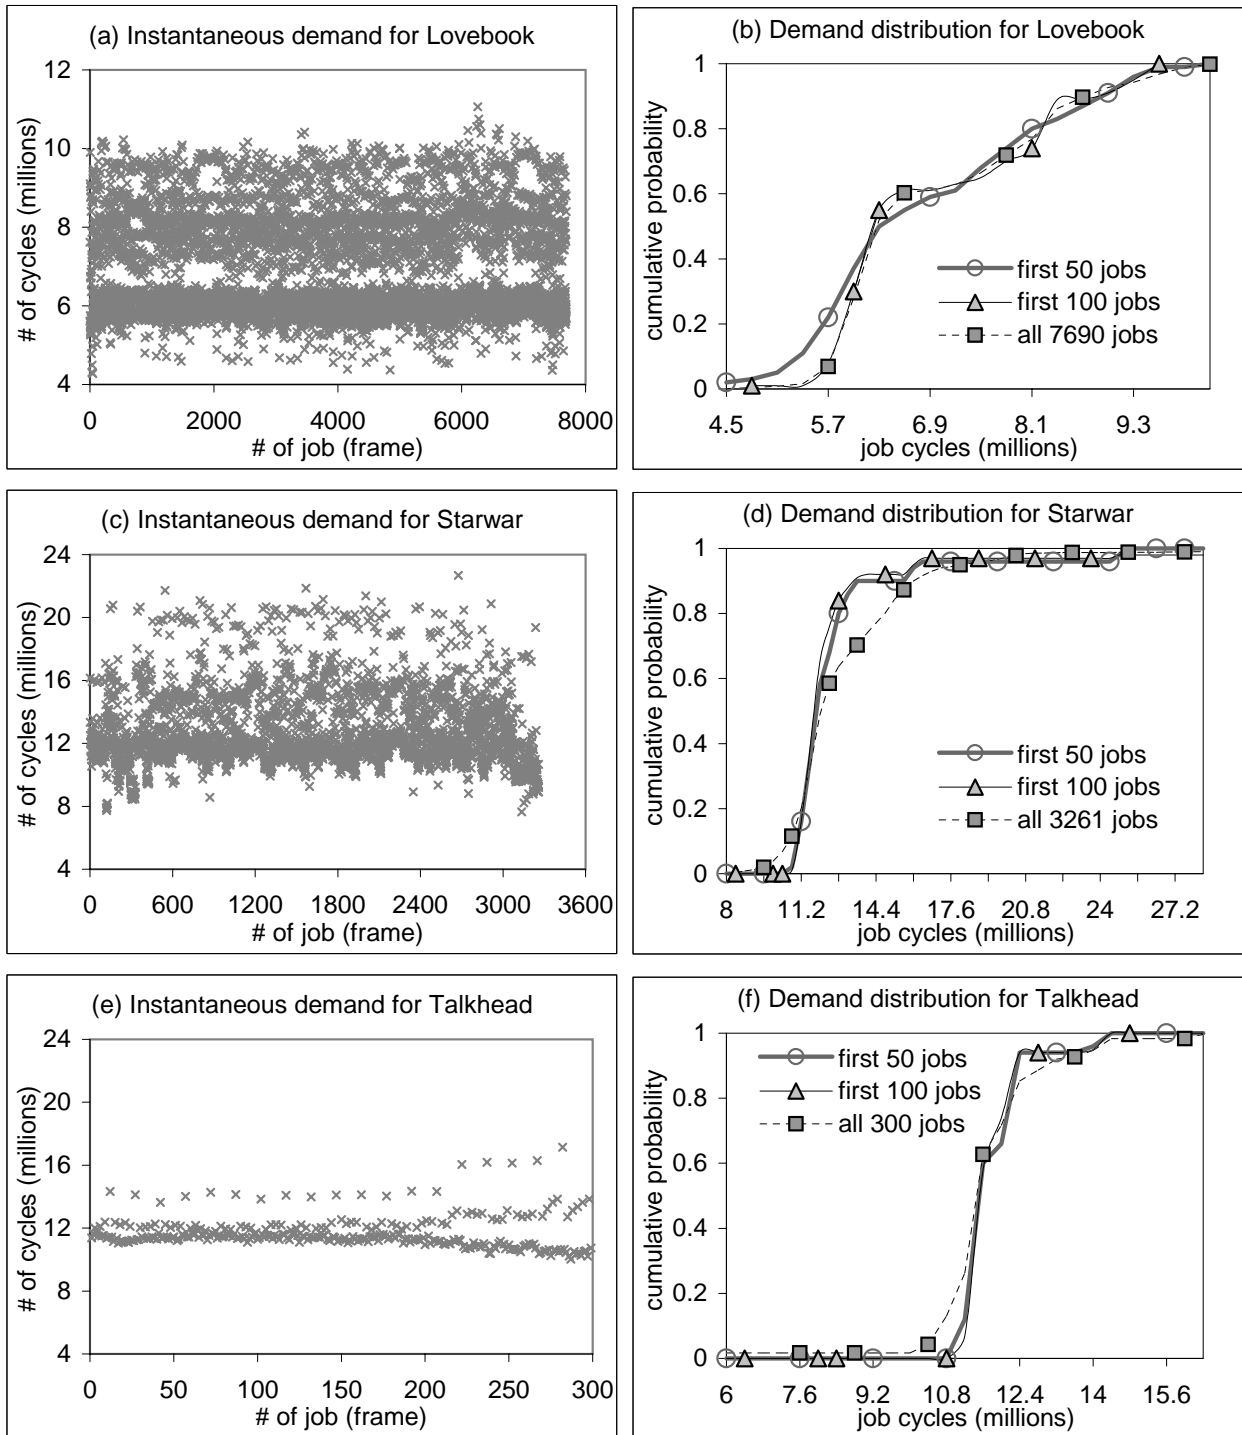 (a) Instantaneous demand for Lovebook
# of cycles (millions)
12
10
8
6
4
0 2000 4000 6000 8000
# of job (frame)
(b) Demand distribution for Lovebook
cumulative probability
1
0.8
0.6
0.4
0.2
0
first 50 jobs
first 100 jobs
all 7690 jobs
4.5 5.7 6.9 8.1 9.3
job cycles (millions)
(c) Instantaneous demand for Starwar
# of cycles (millions)
24
20
16
12
8
4
0 600 1200 1800 2400 3000 3600
# of job (frame)
(d) Demand distribution for Starwar
cumulative probability
1
0.8
0.6
0.4
0.2
0
first 50 jobs
first 100 jobs
all 3261 jobs
8 11.2 14.4 17.6 20.8 24 27.2
job cycles (millions)
(e) Instantaneous demand for Talkhead
# of cycles (millions)
24
20
16
12
8
4
0 50 100 150 200 250 300
# of job (frame)
(f) Demand distribution for Talkhead
cumulative probability
1
0.8
0.6
0.4
0.2
0
first 50 jobs
first 100 jobs
all 300 jobs
6 7.6 9.2 10.8 12.4 14 15.6
job cycles (millions)